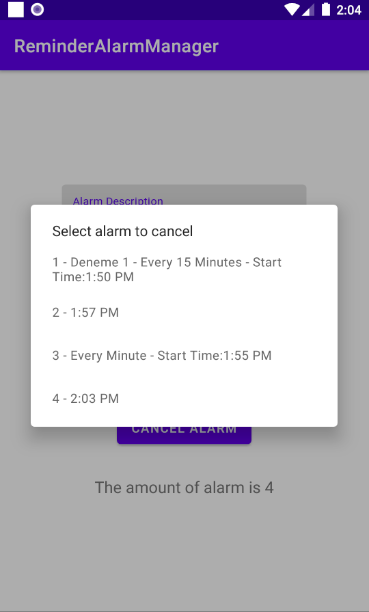 2:04
ReminderAlarmManager
Alarm Description
Select alarm to cancel
1 - Deneme 1 - Every 15 Minutes - Start
Time:1:50 PM
2 - 1:57 PM
3 - Every Minute - Start Time:1:55 PM
4 - 2:03 PM
CANCEL ALARM
The amount of alarm is 4